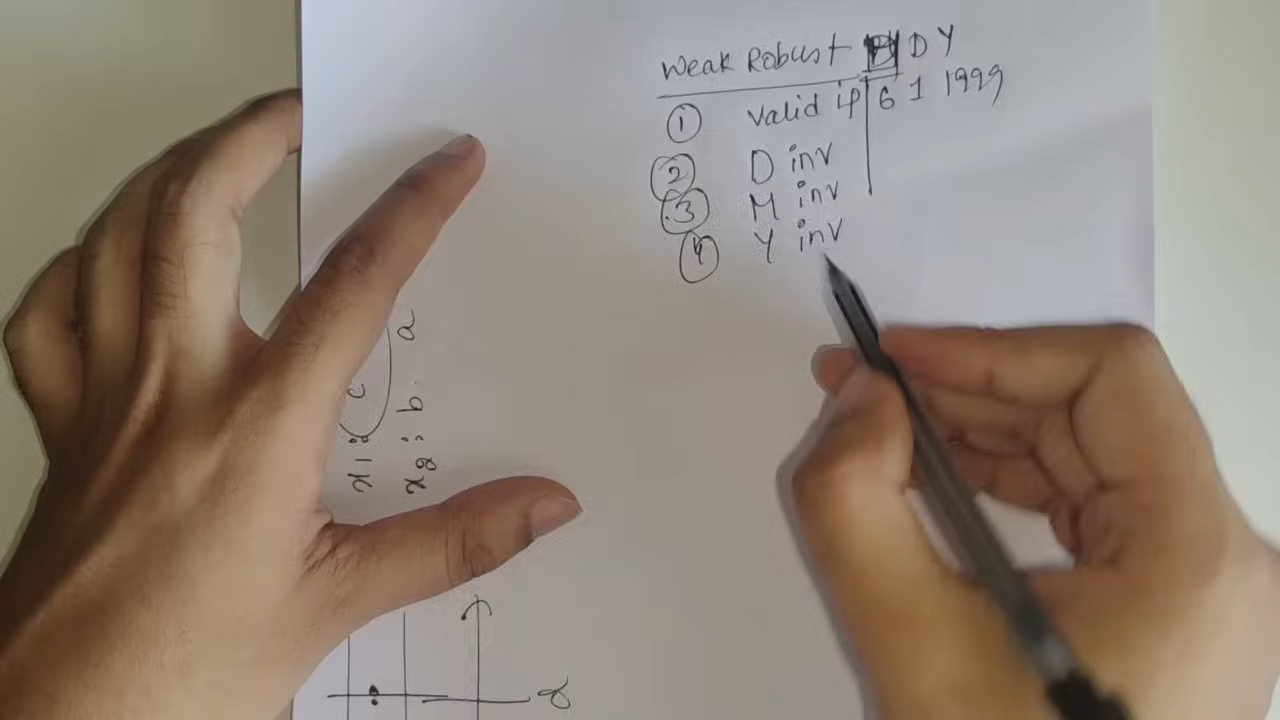 Weak Robust M D Y
1 Valid ip 6 1 1999
2 D inv
3 M inv
4 Y inv
x1: c
x2: b a
x